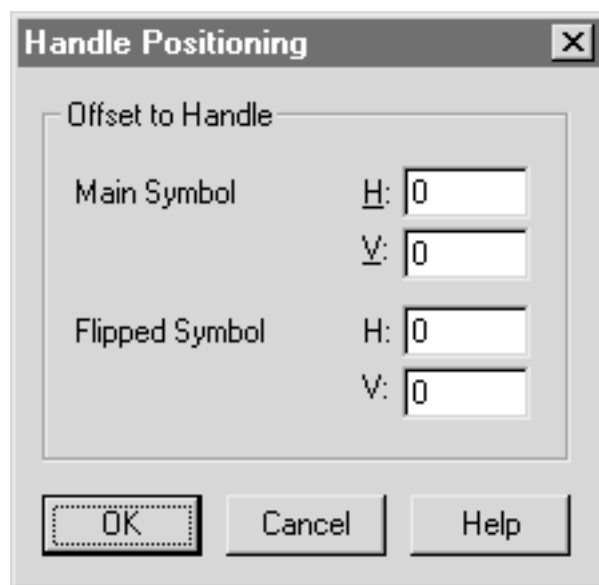 Handle Positioning
Offset to Handle
Main Symbol H: 0
V: 0
Flipped Symbol H: 0
V: 0
OK Cancel Help